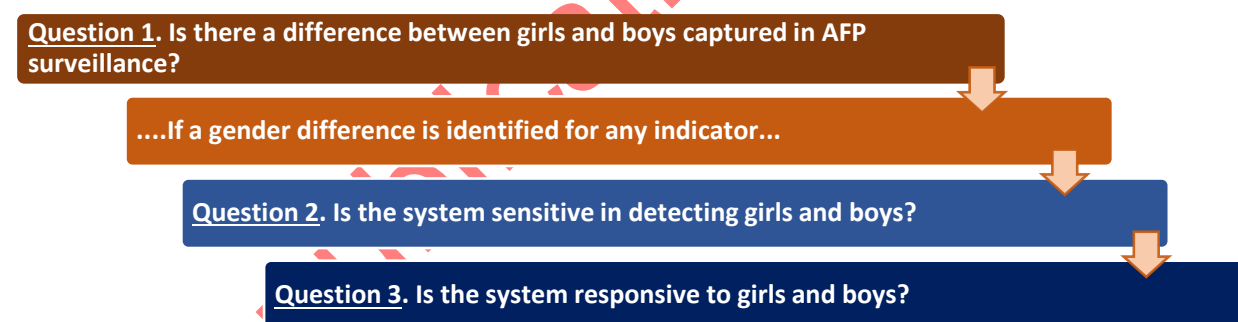 Question 1. Is there a difference between girls and boys captured in AFP
surveillance?
....If a gender difference is identified for any indicator...
Question 2. Is the system sensitive in detecting girls and boys?
Question 3. Is the system responsive to girls and boys?